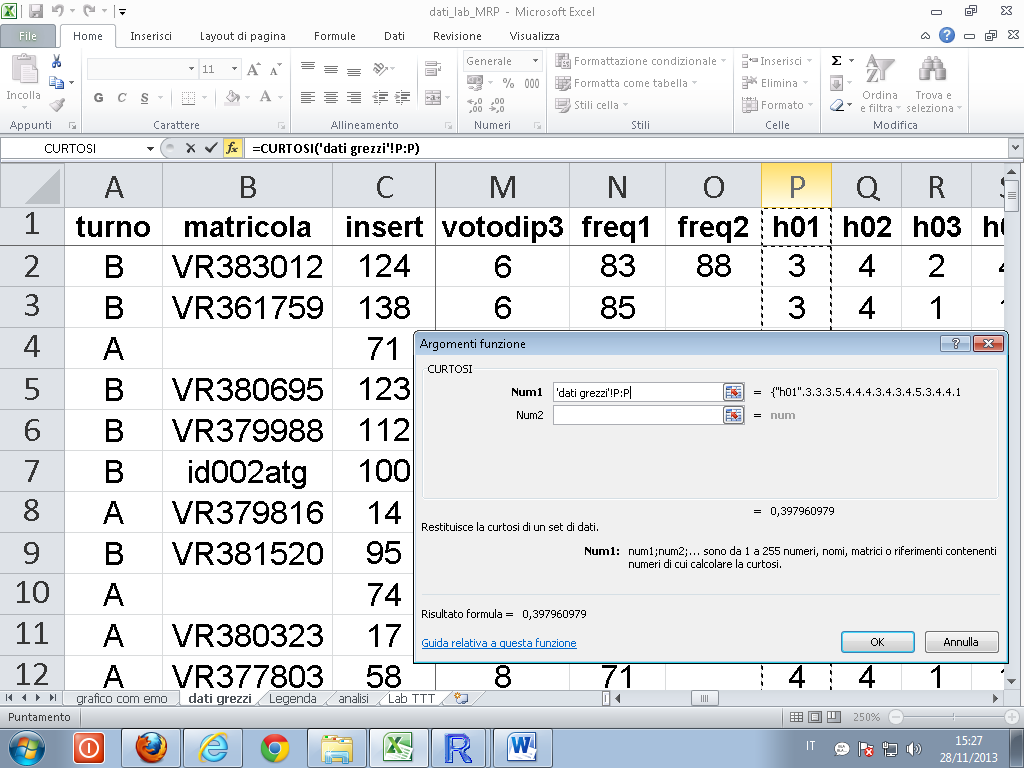 dati_lab_MRP - Microsoft Excel
File Home Inserisci Layout di pagina Formule Dati Revisione Visualizza
Incolla
Appunti
11
G C S
Carattere
Allineamento
Generale
% 000
Numeri
Formattazione condizionale
Formatta come tabella
Stili cella
Stili
Inserisci
Elimina
Formato
Celle
Σ
Ordina e filtra
Trova e seleziona
Modifica
CURTOSI fx =CURTOSI('dati grezzi'!P:P)
A B C M N O P Q R S
1 turno matricola insert votodip3 freq1 freq2 h01 h02 h03
2 B VR383012 124 6 83 88 3 4 2
3 B VR361759 138 6 85 3 4 1
4 A 71
5 B VR380695 123
6 B VR379988 112
7 B id002atg 100
8 A VR379816 14
9 B VR381520 95
10 A 74
11 A VR380323 17
12 A VR377803 58 8 71 4 4 1
Argomenti funzione
CURTOSI
Num1 'dati grezzi'!P:P = {"h01".3.3.3.5.4.4.4.3.4.3.4.5.3.4.4.1
Num2 = num
= 0,397960979
Restituisce la curtosi di un set di dati.
Num1: num1;num2;... sono da 1 a 255 numeri, nomi, matrici o riferimenti contenenti
numeri di cui calcolare la curtosi.
Risultato formula = 0,397960979
Guida relativa a questa funzione
OK Annulla
grafico com emo dati grezzi Legenda analisi Lab TTT
Puntamento 250%
IT
15:27
28/11/2013